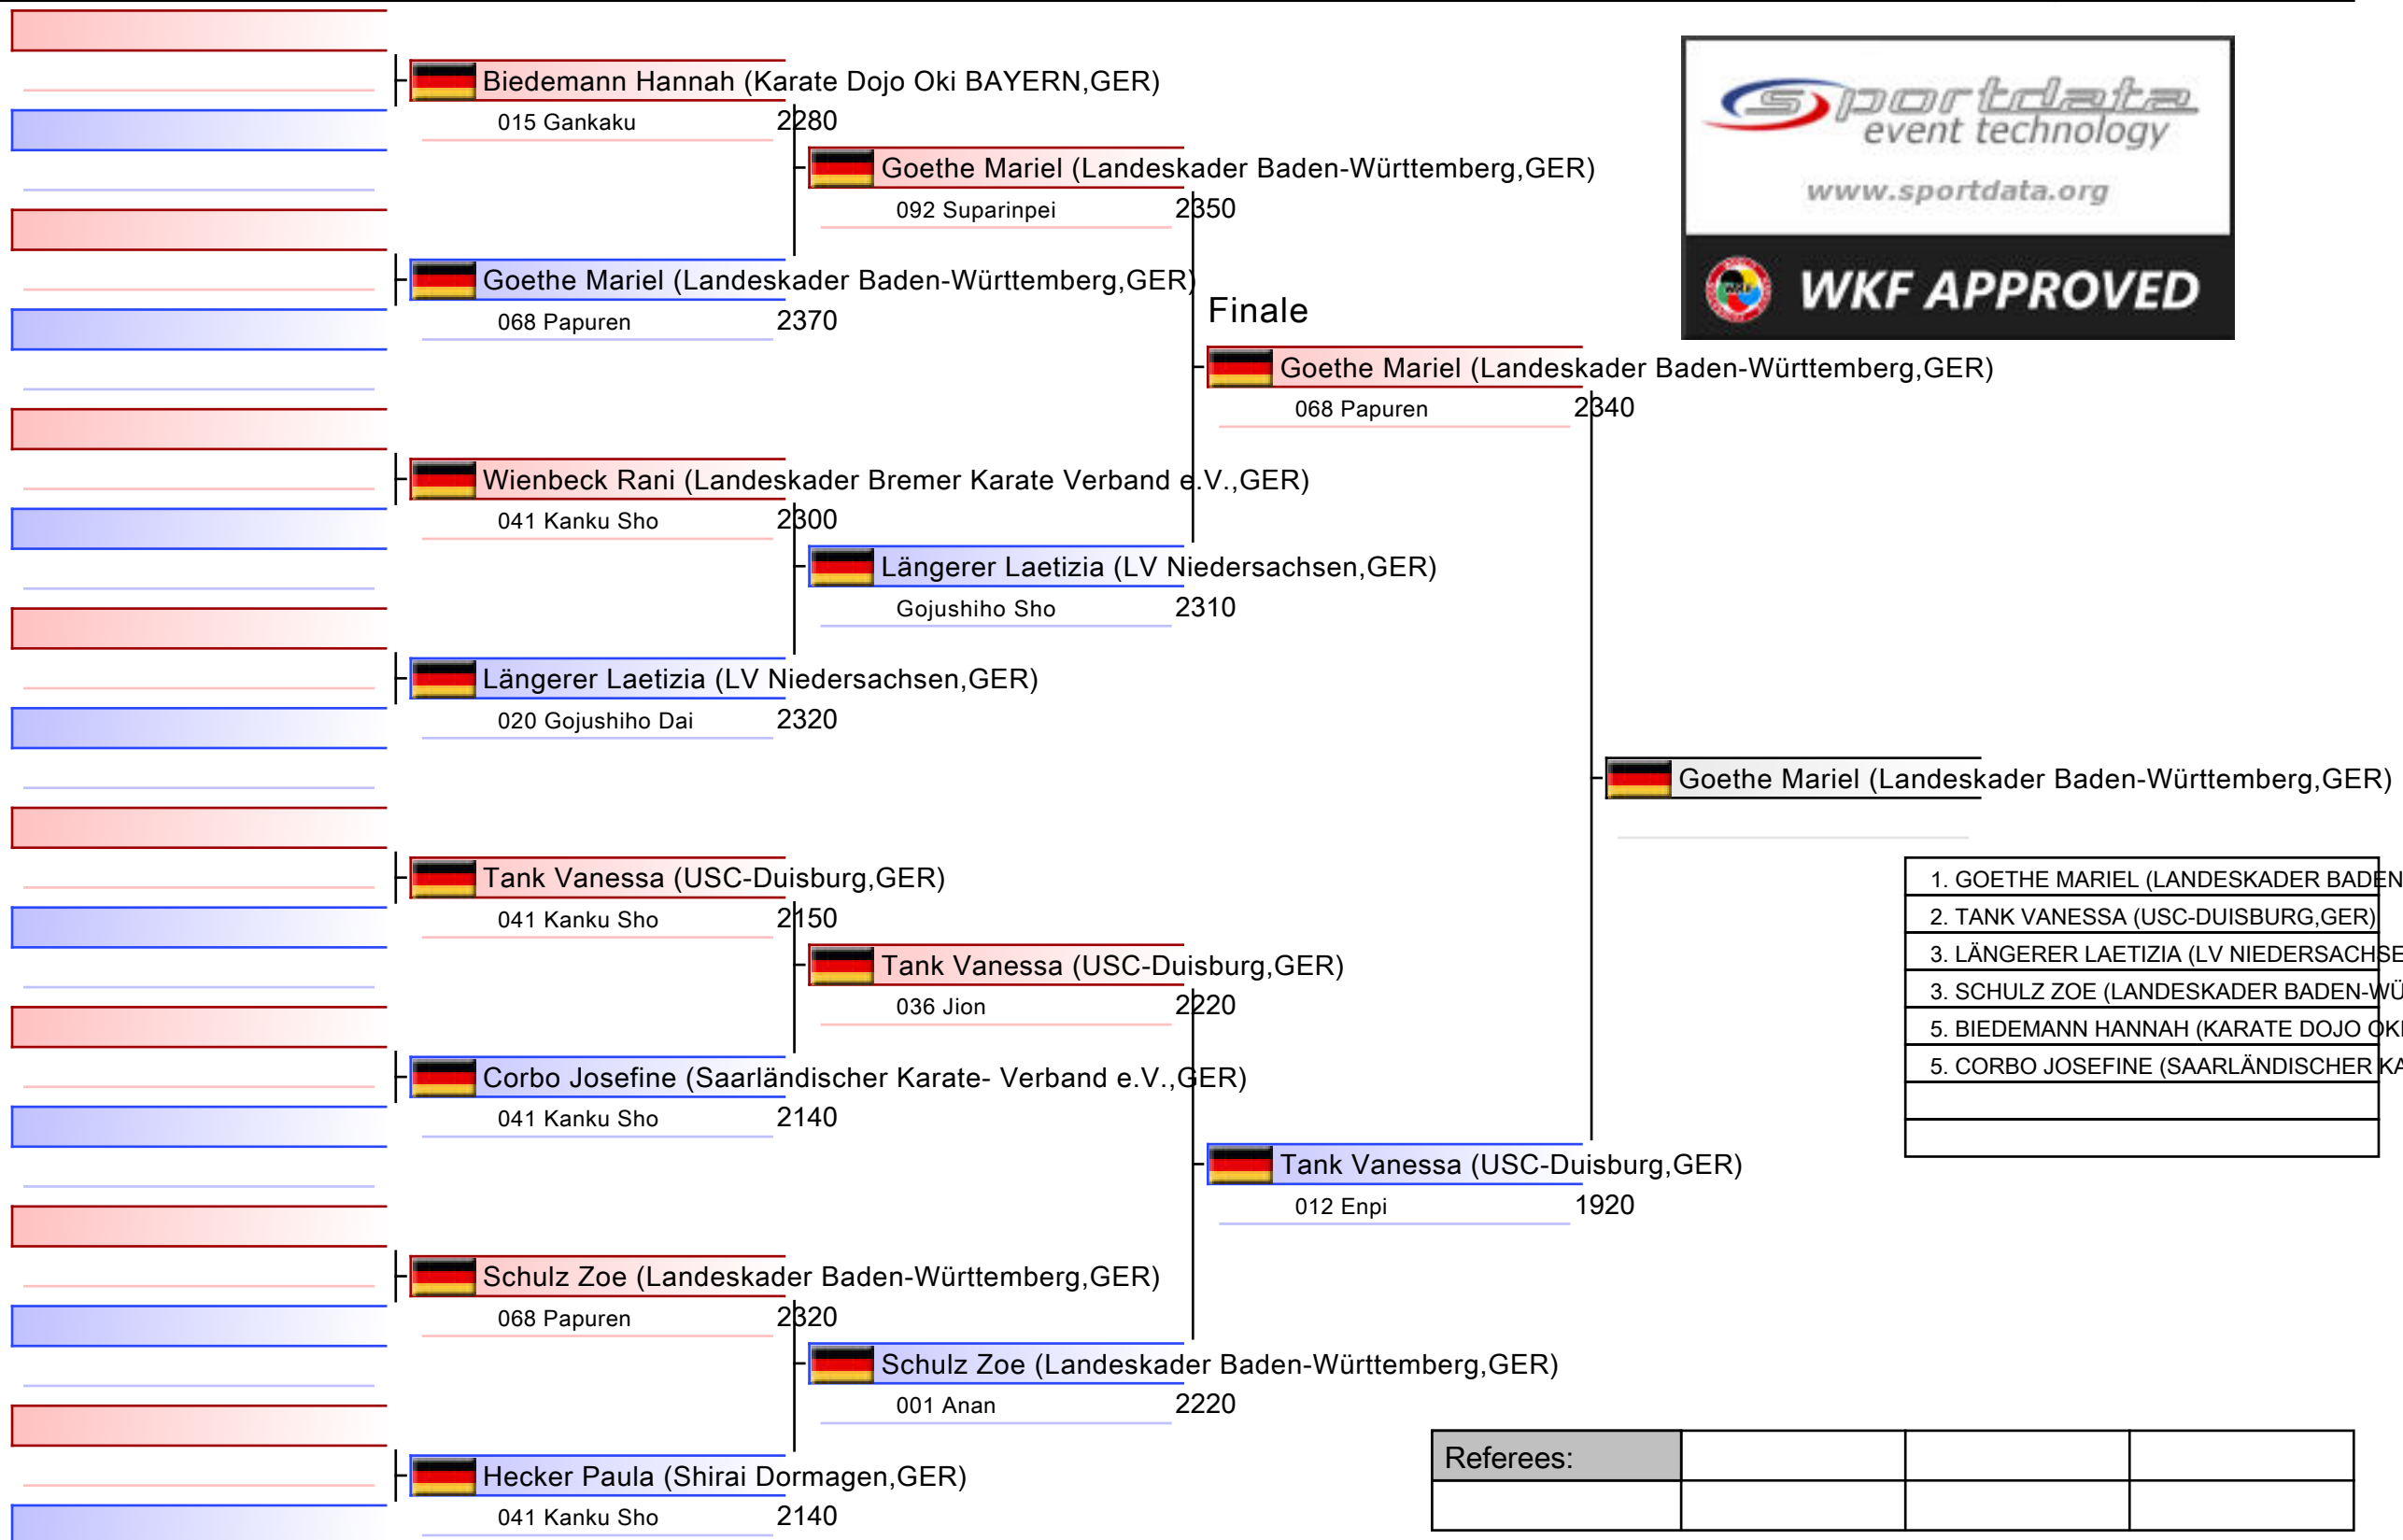 Biedemann Hannah (Karate Dojo Oki BAYERN,GER)
015 Gankaku 2280
Goethe Mariel (Landeskader Baden-Württemberg,GER)
068 Papuren 2370
Wienbeck Rani (Landeskader Bremer Karate Verband e.V.,GER)
041 Kanku Sho 2300
Längerer Laetizia (LV Niedersachsen,GER)
020 Gojushiho Dai 2320
Tank Vanessa (USC-Duisburg,GER)
041 Kanku Sho 2150
Corbo Josefine (Saarländischer Karate- Verband e.V.,GER)
041 Kanku Sho 2140
Schulz Zoe (Landeskader Baden-Württemberg,GER)
068 Papuren 2320
Hecker Paula (Shirai Dormagen,GER)
041 Kanku Sho 2140
Goethe Mariel (Landeskader Baden-Württemberg,GER)
092 Suparinpei 2350
Längerer Laetizia (LV Niedersachsen,GER)
Gojushiho Sho 2310
Tank Vanessa (USC-Duisburg,GER)
036 Jion 2220
Schulz Zoe (Landeskader Baden-Württemberg,GER)
001 Anan 2220
Finale
Goethe Mariel (Landeskader Baden-Württemberg,GER)
068 Papuren 2340
Tank Vanessa (USC-Duisburg,GER)
012 Enpi 1920
Goethe Mariel (Landeskader Baden-Württemberg,GER)
sportdata
event technology
www.sportdata.org
WKF APPROVED
1. GOETHE MARIEL (LANDESKADER BADEN
2. TANK VANESSA (USC-DUISBURG,GER)
3. LÄNGERER LAETIZIA (LV NIEDERSACHSE
3. SCHULZ ZOE (LANDESKADER BADEN-WÜ
5. BIEDEMANN HANNAH (KARATE DOJO OKI
5. CORBO JOSEFINE (SAARLÄNDISCHER KA
Referees: